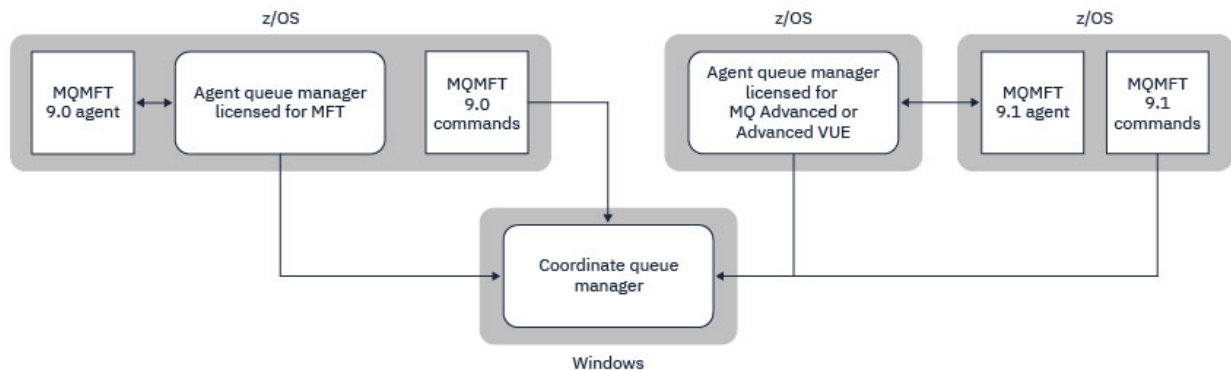 z/OS
MQMFT
9.0 agent
Agent queue manager
licensed for MFT
MQMFT
9.0
commands
z/OS
Agent queue manager
licensed for
MQ Advanced or
Advanced VUE
z/OS
MQMFT
9.1 agent
MQMFT
9.1
commands
Coordinate queue
manager
Windows